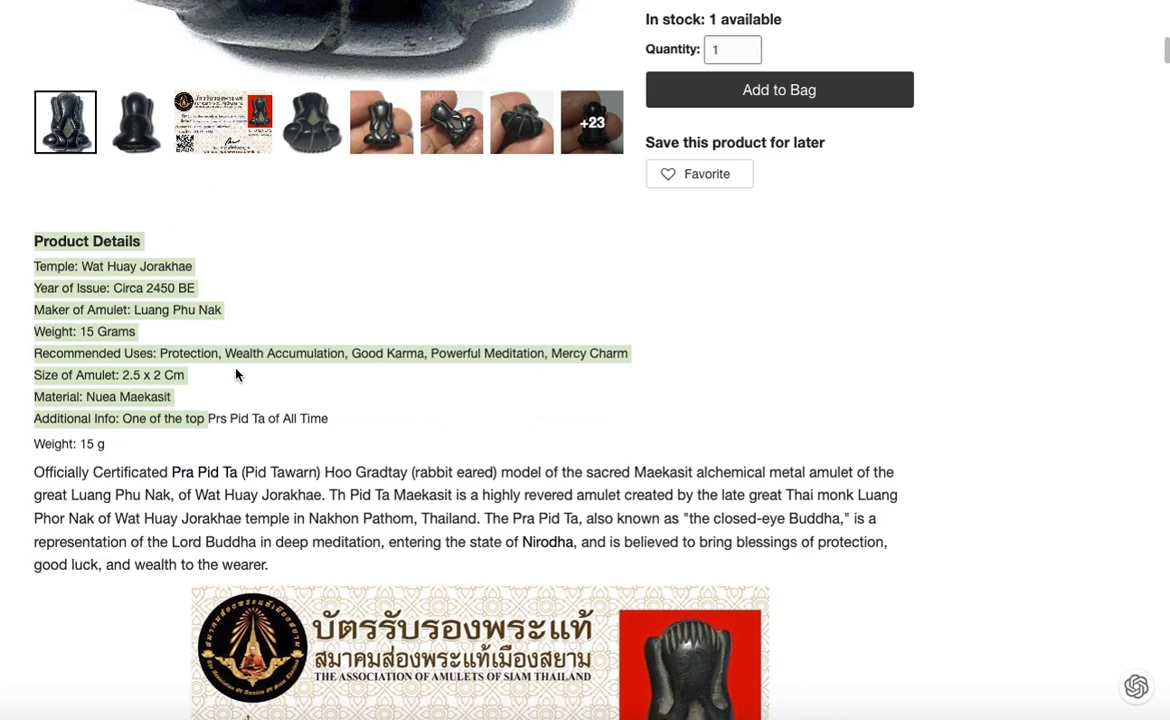 In stock: 1 available
Quantity: 1
Add to Bag
+23
Save this product for later
Favorite
Product Details
Temple: Wat Huay Jorakhae
Year of Issue: Circa 2450 BE
Maker of Amulet: Luang Phu Nak
Weight: 15 Grams
Recommended Uses: Protection, Wealth Accumulation, Good Karma, Powerful Meditation, Mercy Charm
Size of Amulet: 2.5 x 2 Cm
Material: Nuea Maekasit
Additional Info: One of the top Prs Pid Ta of All Time
Weight: 15 g
Officially Certificated Pra Pid Ta (Pid Tawarn) Hoo Gradtay (rabbit eared) model of the sacred Maekasit alchemical metal amulet of the
great Luang Phu Nak, of Wat Huay Jorakhae. Th Pid Ta Maekasit is a highly revered amulet created by the late great Thai monk Luang
Phor Nak of Wat Huay Jorakhae temple in Nakhon Pathom, Thailand. The Pra Pid Ta, also known as "the closed-eye Buddha," is a
representation of the Lord Buddha in deep meditation, entering the state of Nirodha, and is believed to bring blessings of protection,
good luck, and wealth to the wearer.
บัตรรับรองพระแท้
สมาคมส่องพระแท้เมืองสยาม
THE ASSOCIATION OF AMULETS OF SIAM THAILAND